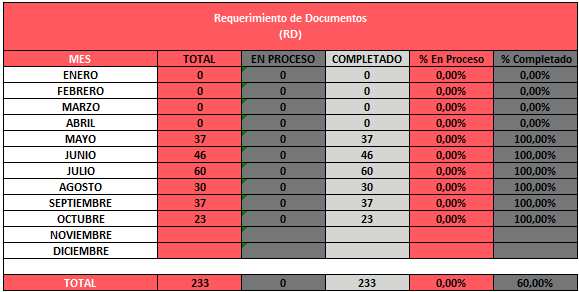 Requerimiento de Documentos
(RD)
MES TOTAL EN PROCESO COMPLETADO % En Proceso % Completado
ENERO 0 0 0 0,00% 0,00%
FEBRERO 0 0 0 0,00% 0,00%
MARZO 0 0 0 0,00% 0,00%
ABRIL 0 0 0 0,00% 0,00%
MAYO 37 0 37 0,00% 100,00%
JUNIO 46 0 46 0,00% 100,00%
JULIO 60 0 60 0,00% 100,00%
AGOSTO 30 0 30 0,00% 100,00%
SEPTIEMBRE 37 0 37 0,00% 100,00%
OCTUBRE 23 0 23 0,00% 100,00%
NOVIEMBRE
DICIEMBRE
TOTAL 233 0 233 0,00% 60,00%